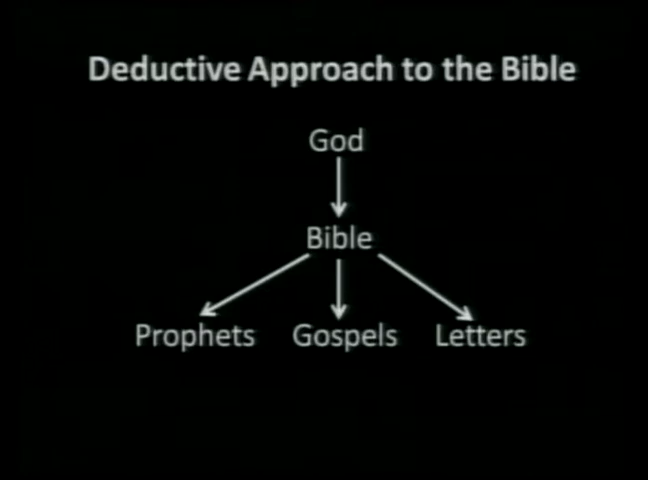 Deductive Approach to the Bible
God
Bible
Prophets Gospels Letters